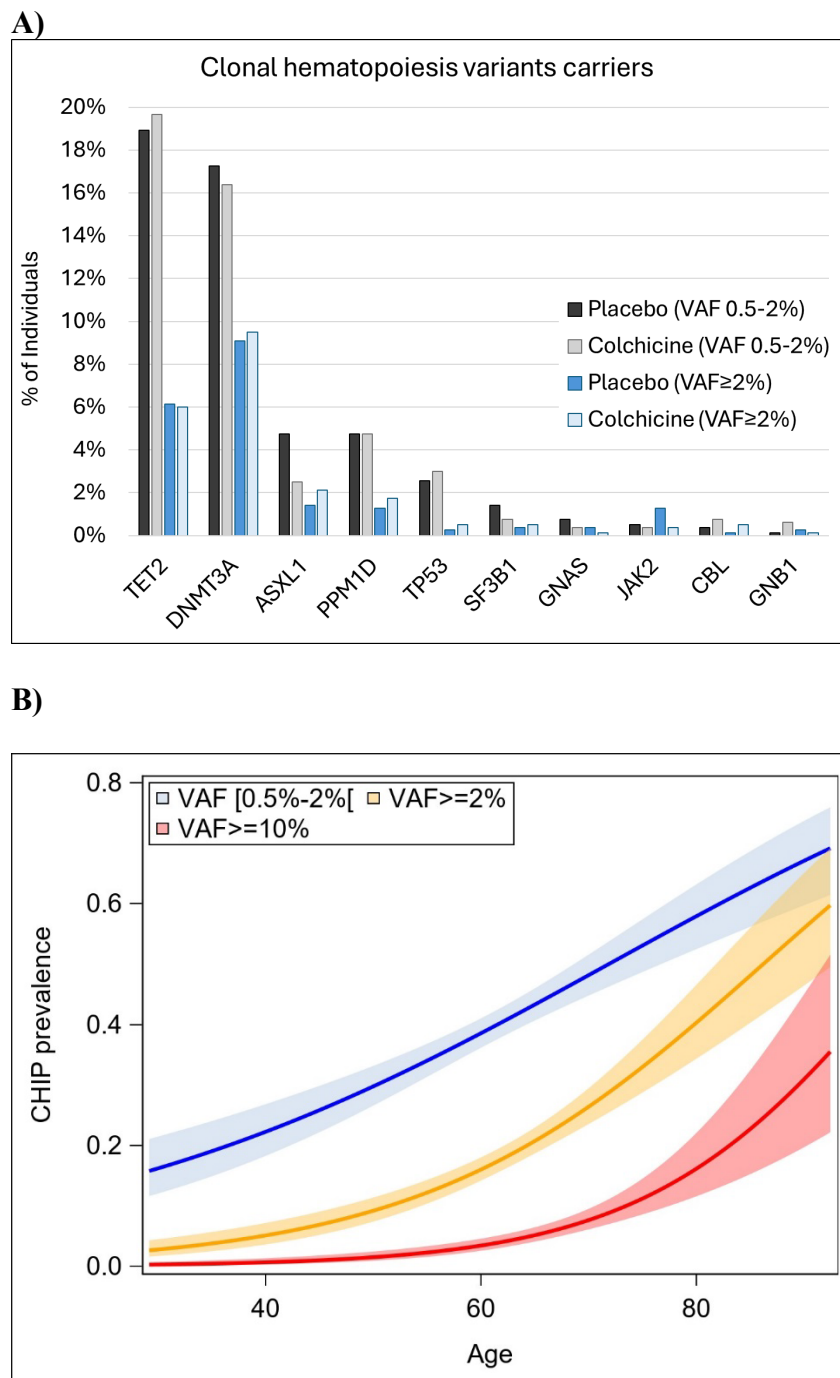 A)
Clonal hematopoiesis variants carriers
% of Individuals
20%
18%
16%
14%
12%
10%
8%
6%
4%
2%
0%
Placebo (VAF 0.5-2%)
Colchicine (VAF 0.5-2%)
Placebo (VAF≥2%)
Colchicine (VAF≥2%)
TET2 DNMT3A ASXL1 PPM1D TP53 SF3B1 GNAS JAK2 CBL GNB1
B)
VAF [0.5%-2%[ VAF>=2%
VAF>=10%
CHIP prevalence
0.8
0.6
0.4
0.2
0.0
40 60 80
Age